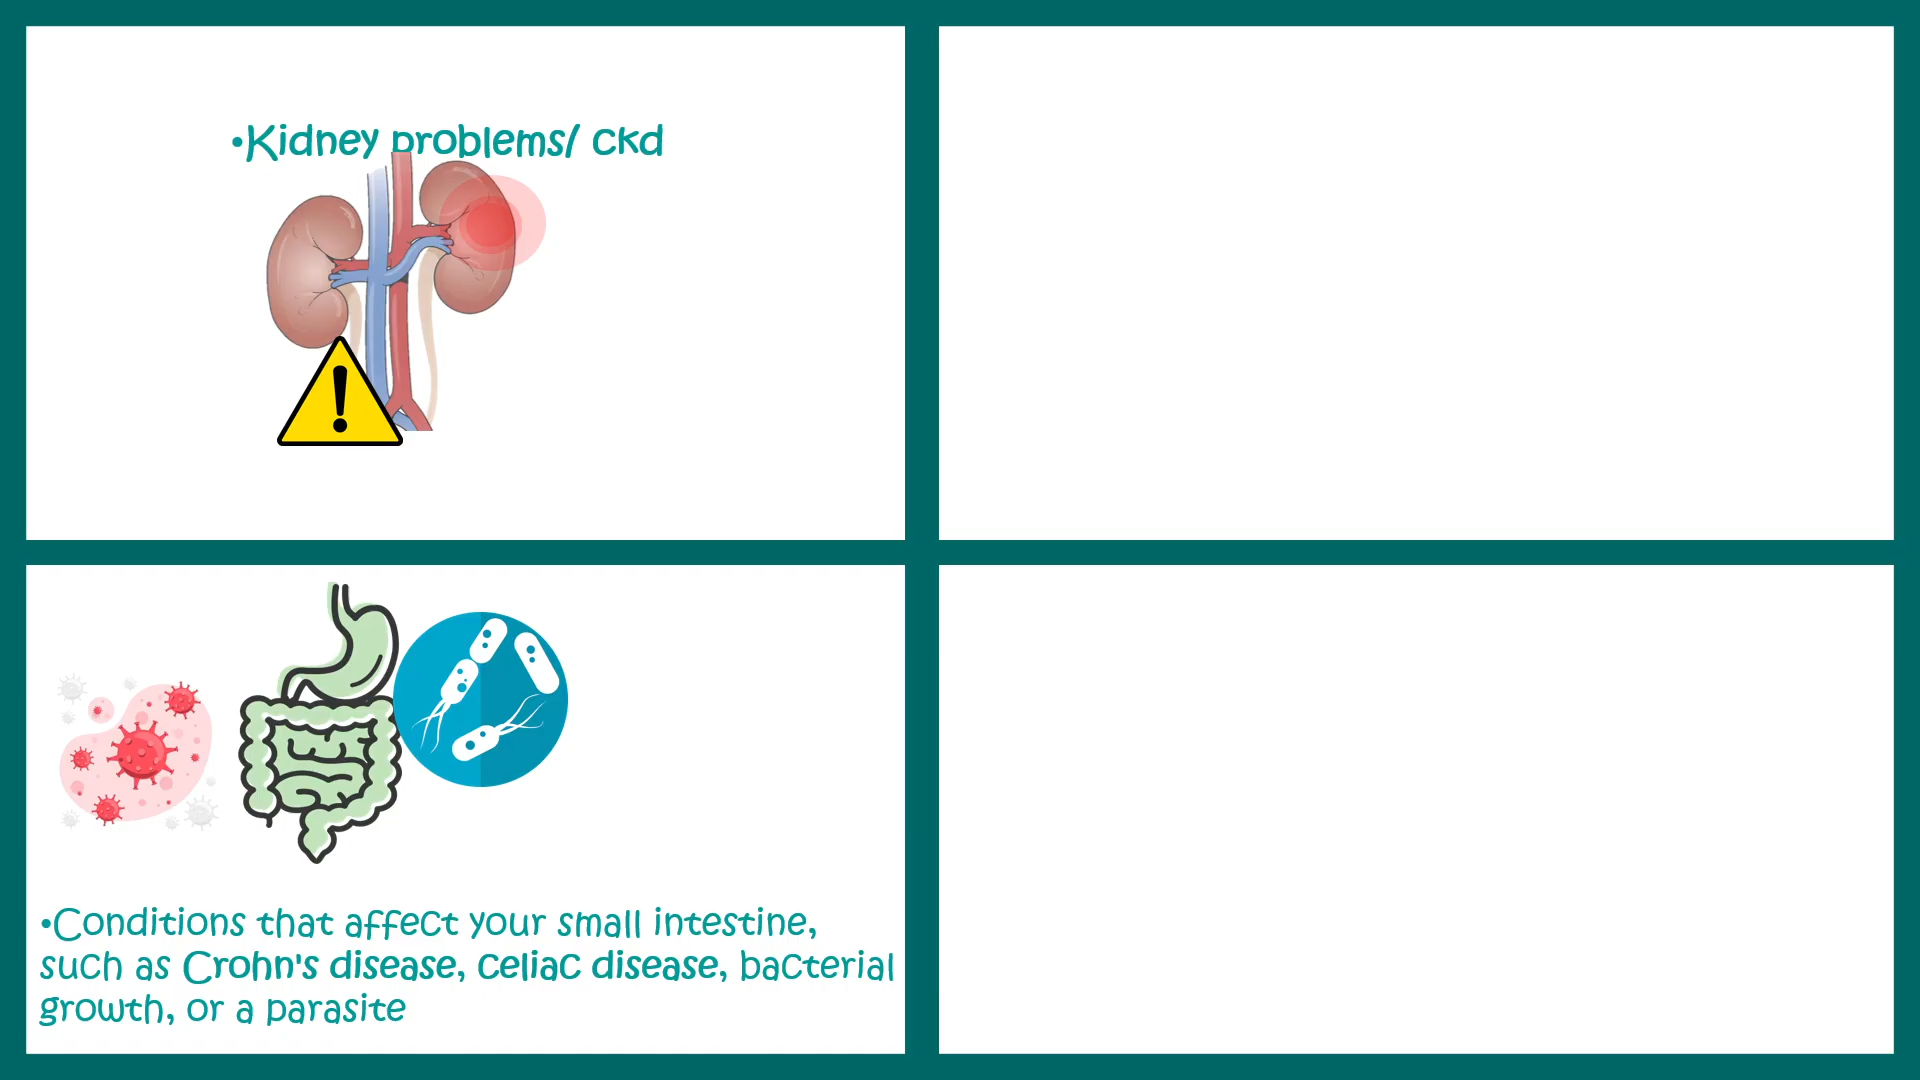 •Kidney problems/ ckd
•Conditions that affect your small intestine,
such as Crohn's disease, celiac disease, bacterial
growth, or a parasite